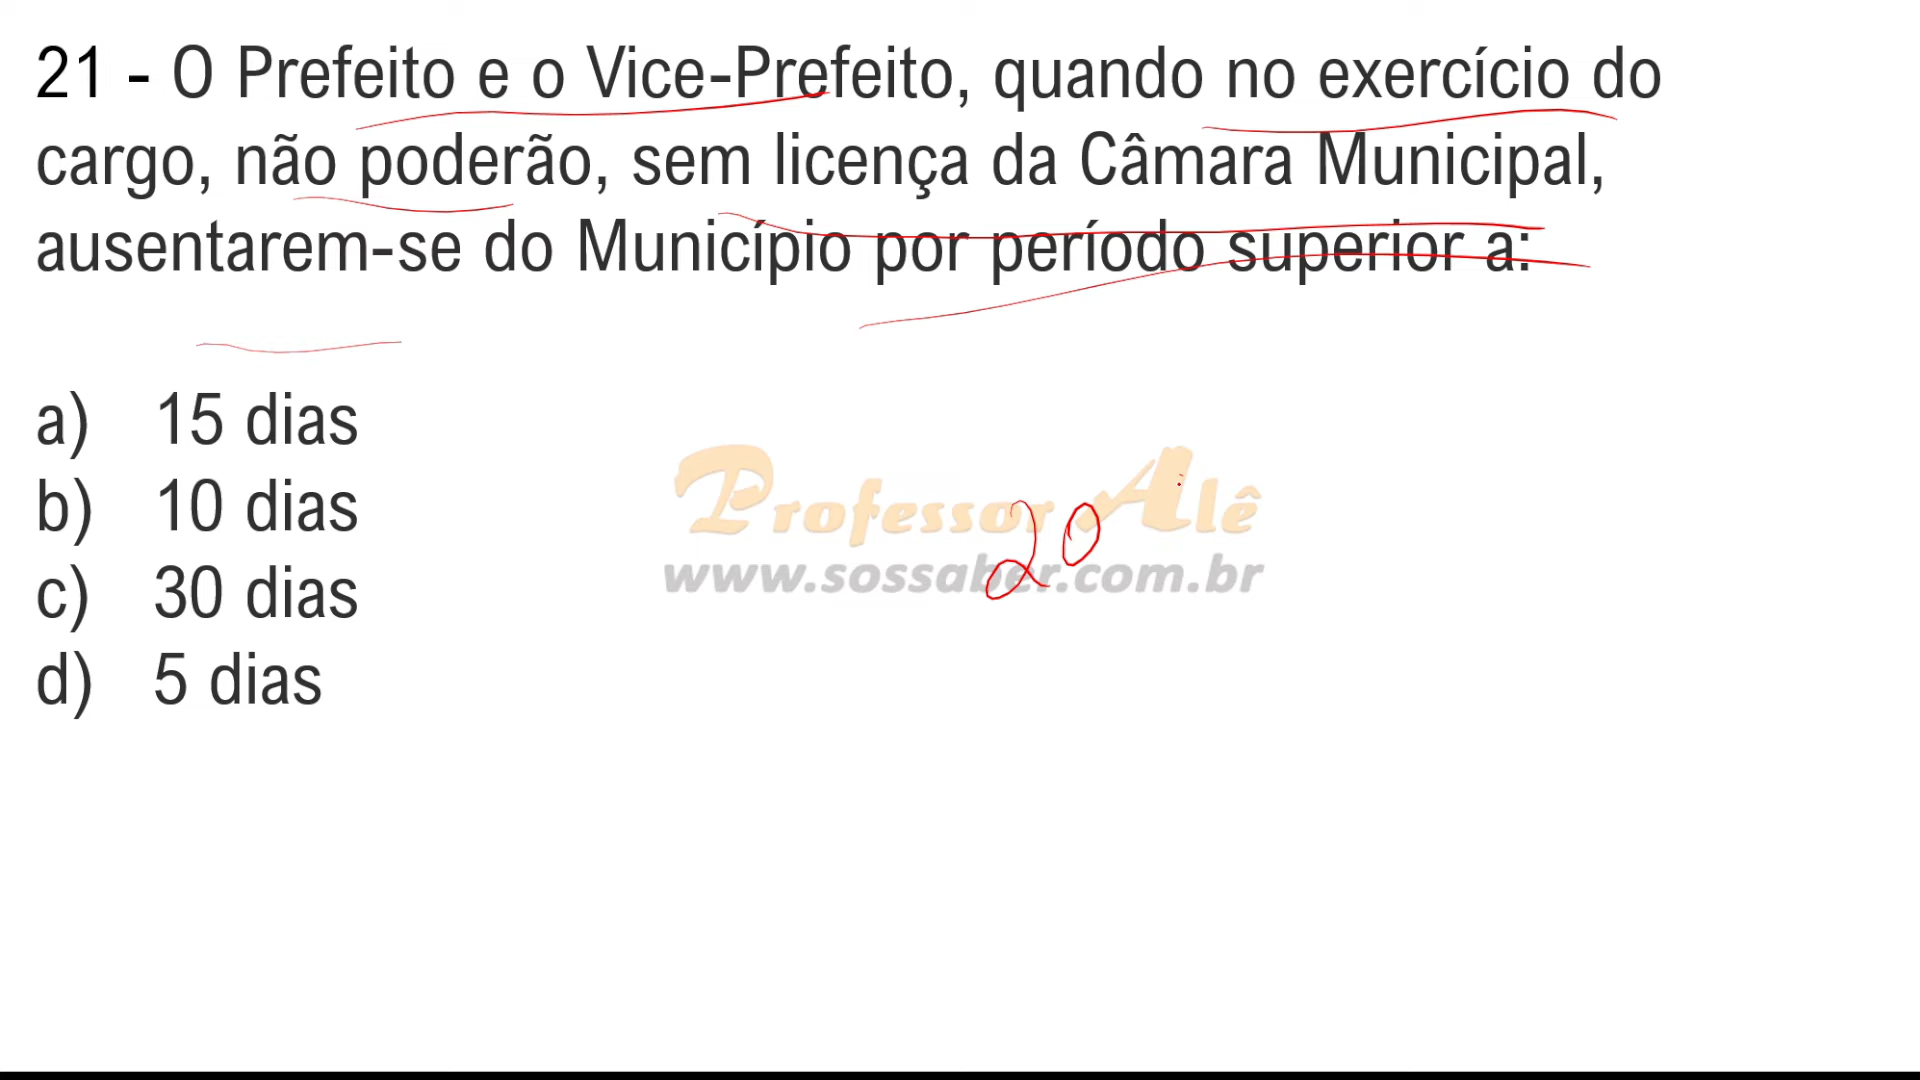 21 - O Prefeito e o Vice-Prefeito, quando no exercício do
cargo, não poderão, sem licença da Câmara Municipal,
ausentarem-se do Município por período superior a:
a) 15 dias
b) 10 dias
c) 30 dias
d) 5 dias
Professor Alê
www.sossaber.com.br
20